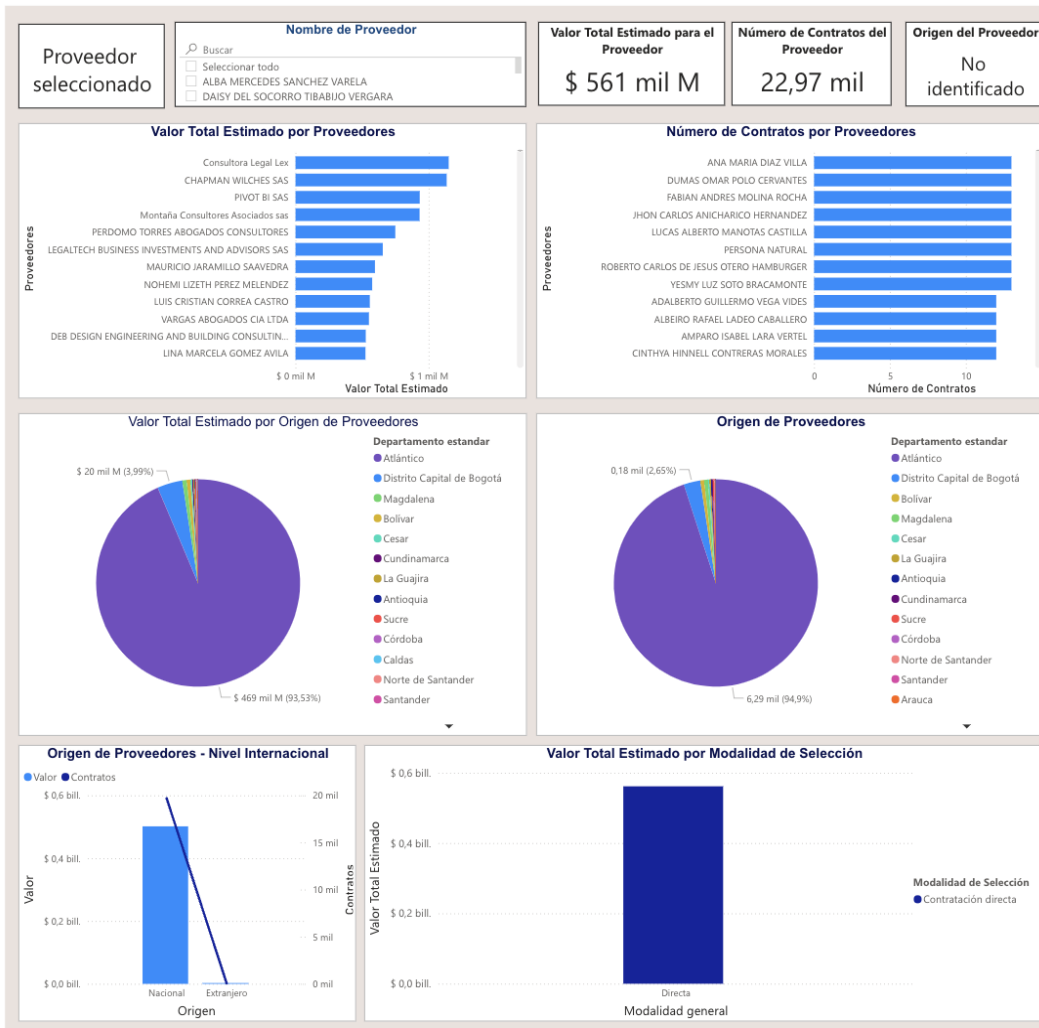 Proveedor
seleccionado
Nombre de Proveedor
Buscar
Seleccionar todo
ALBA MERCEDES SANCHEZ VARELA
DAISY DEL SOCORRO TIBABIJO VERGARA
Valor Total Estimado para el
Proveedor
$ 561 mil M
Número de Contratos del
Proveedor
22,97 mil
Origen del Proveedor
No
identificado
Valor Total Estimado por Proveedores
Proveedores
Consultora Legal Lex
CHAPMAN WILCHES SAS
PIVOT BI SAS
Montaña Consultores Asociados sas
PERDOMO TORRES ABOGADOS CONSULTORES
LEGALTECH BUSINESS INVESTMENTS AND ADVISORS SAS
MAURICIO JARAMILLO SAAVEDRA
NOHEMI LIZETH PEREZ MELENDEZ
LUIS CRISTIAN CORREA CASTRO
VARGAS ABOGADOS CIA LTDA
DEB DESIGN ENGINEERING AND BUILDING CONSULTIN...
LINA MARCELA GOMEZ AVILA
$ 0 mil M
$ 1 mil M
Valor Total Estimado
Número de Contratos por Proveedores
Proveedores
ANA MARIA DIAZ VILLA
DUMAS OMAR POLO CERVANTES
FABIAN ANDRES MOLINA ROCHA
JHON CARLOS ANICHARICO HERNANDEZ
LUCAS ALBERTO MANOTAS CASTILLA
PERSONA NATURAL
ROBERTO CARLOS DE JESUS OTERO HAMBURGER
YESMY LUZ SOTO BRACAMONTE
ADALBERTO GUILLERMO VEGA VIDES
ALBEIRO RAFAEL LADEO CABALLERO
AMPARO ISABEL LARA VERTEL
CINTHYA HINNELL CONTRERAS MORALES
0
5
10
Número de Contratos
Valor Total Estimado por Origen de Proveedores
$ 20 mil M (3,99%)
$ 469 mil M (93,53%)
Departamento estandar
Atlántico
Distrito Capital de Bogotá
Magdalena
Bolívar
Cesar
Cundinamarca
La Guajira
Antioquia
Sucre
Córdoba
Caldas
Norte de Santander
Santander
Origen de Proveedores
0,18 mil (2,65%)
6,29 mil (94,9%)
Departamento estandar
Atlántico
Distrito Capital de Bogotá
Bolívar
Magdalena
Cesar
La Guajira
Antioquia
Cundinamarca
Sucre
Córdoba
Norte de Santander
Santander
Arauca
Origen de Proveedores - Nivel Internacional
Valor Contratos
$ 0,6 bill.
$ 0,4 bill.
$ 0,2 bill.
$ 0,0 bill.
Valor
20 mil
15 mil
10 mil
5 mil
0 mil
Contratos
Nacional
Extranjero
Origen
Valor Total Estimado por Modalidad de Selección
Valor Total Estimado
$ 0,6 bill.
$ 0,4 bill.
$ 0,2 bill.
$ 0,0 bill.
Directa
Modalidad general
Modalidad de Selección
Contratación directa